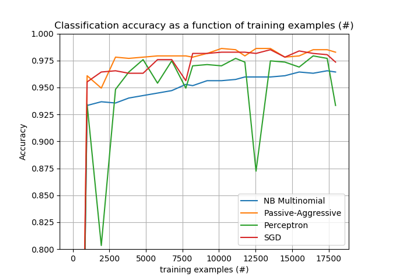 Classification accuracy as a function of training examples (#)
1.000
0.975
0.950
0.925
0.900
0.875
0.850
0.825
0.800
Accuracy
NB Multinomial
Passive-Aggressive
Perceptron
SGD
0 2500 5000 7500 10000 12500 15000 17500
training examples (#)